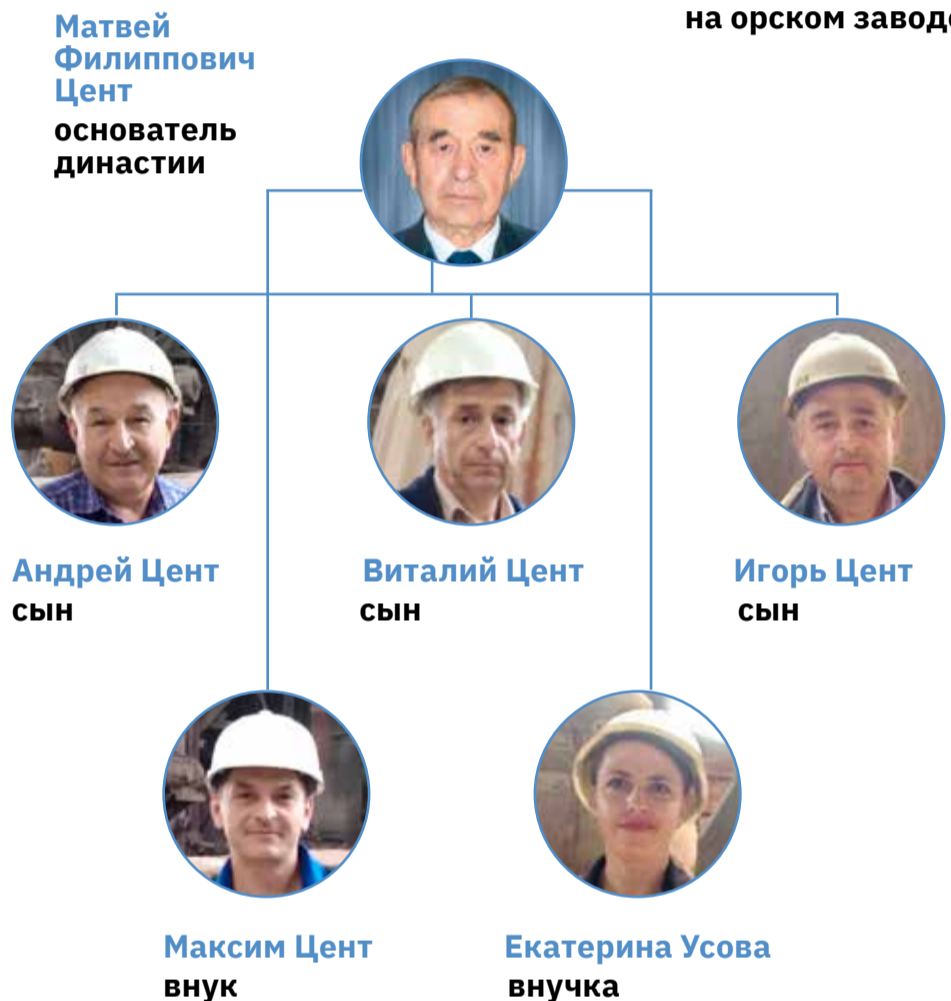 Матвей
Филиппович
Цент
основатель
династии
на орском заводе
Андрей Цент
сын
Виталий Цент
сын
Игорь Цент
сын
Максим Цент
внук
Екатерина Усова
внучка